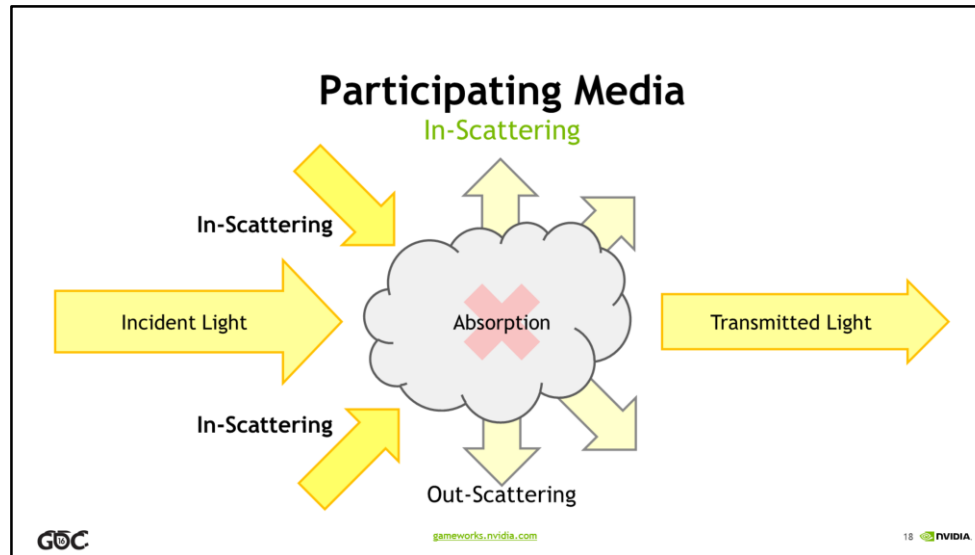 Participating Media
In-Scattering
In-Scattering
Incident Light
Absorption
Transmitted Light
In-Scattering
Out-Scattering
GDC 16
gameworks.nvidia.com
18 NVIDIA